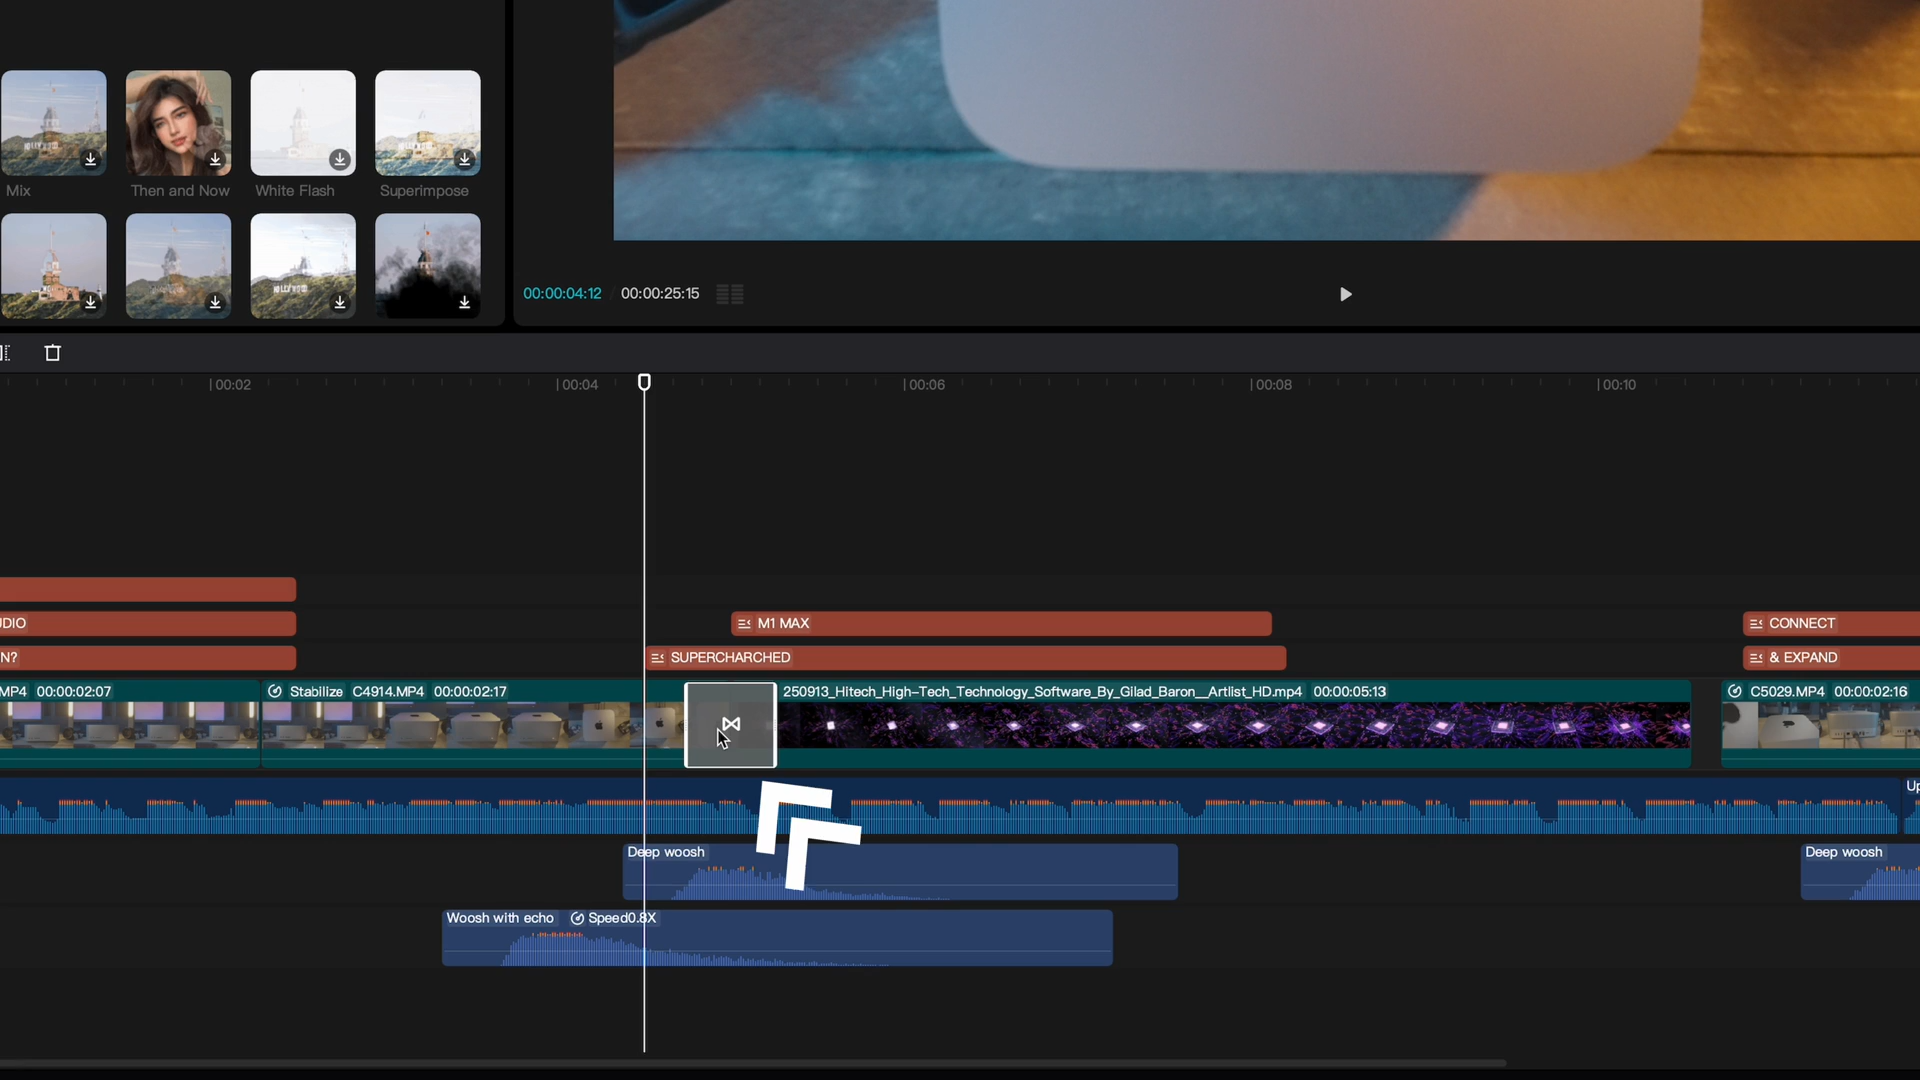 Mix
Then and Now
White Flash
Superimpose
00:00:04:12 / 00:00:25:15
00:02
00:04
00:06
00:08
00:10
UDIO
M1 MAX
CONNECT
N?
SUPERCHARCHED
& EXPAND
MP4 00:00:02:07
Stabilize C4914.MP4 00:00:02:17
250913_Hitech_High-Tech_Technology_Software_By_Gilad_Baron__Artlist_HD.mp4 00:00:05:13
C5029.MP4 00:00:02:16
Up
Deep woosh
Deep woosh
Woosh with echo Speed0.8X